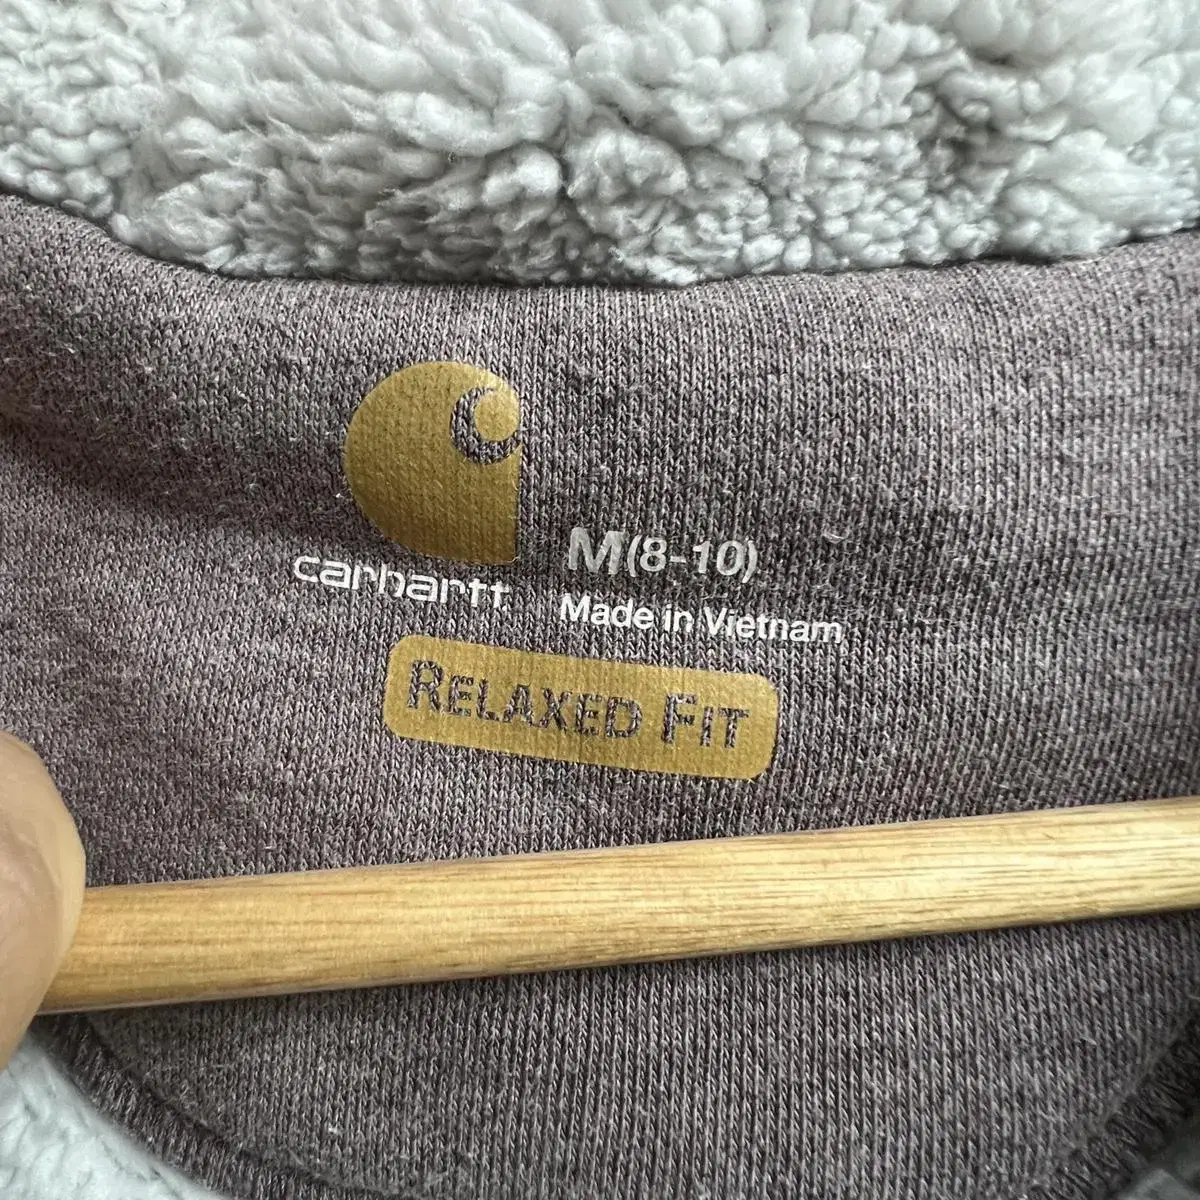 carhartt
M(8-10)
Made in Vietnam
RELAXED FIT